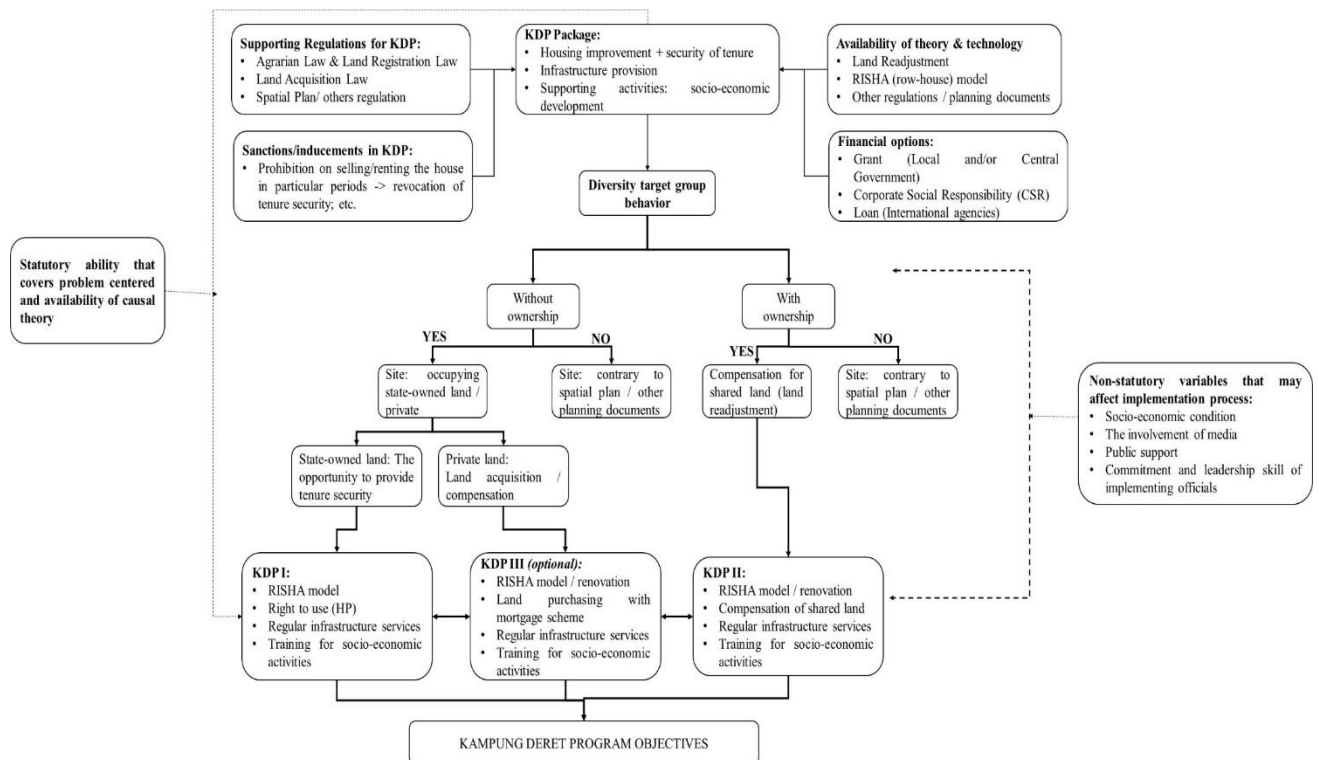 Supporting Regulations for KDP:
• Agrarian Law & Land Registration Law
• Land Acquisition Law
• Spatial Plan/ others regulation
KDP Package:
• Housing improvement + security of tenure
• Infrastructure provision
• Supporting activities: socio-economic
development
Availability of theory & technology
• Land Readjustment
• RISHA (row-house) model
• Other regulations / planning documents
Sanctions/inducements in KDP:
• Prohibition on selling/renting the house
in particular periods -> revocation of
tenure security; etc.
Financial options:
• Grant (Local and/or Central
Government)
• Corporate Social Responsibility (CSR)
• Loan (International agencies)
Diversity target group
behavior
Statutory ability that
covers problem centered
and availability of causal
theory
Without
ownership
With
ownership
YES
NO
YES
NO
Site: occupying
state-owned land /
private
Site: contrary to
spatial plan / other
planning documents
Compensation for
shared land (land
readjustment)
Site: contrary to
spatial plan / other
planning documents
Non-statutory variables that may
affect implementation process:
• Socio-economic condition
• The involvement of media
• Public support
• Commitment and leadership skill of
implementing officials
State-owned land: The
opportunity to provide
tenure security
Private land:
Land acquisition /
compensation
KDP I:
• RISHA model
• Right to use (HP)
• Regular infrastructure services
• Training for socio-economic
activities
KDP III (optional):
• RISHA model / renovation
• Land purchasing with
mortgage scheme
• Regular infrastructure services
• Training for socio-economic
activities
KDP II:
• RISHA model / renovation
• Compensation of shared land
• Regular infrastructure services
• Training for socio-economic
activities
KAMPUNG DERET PROGRAM OBJECTIVES